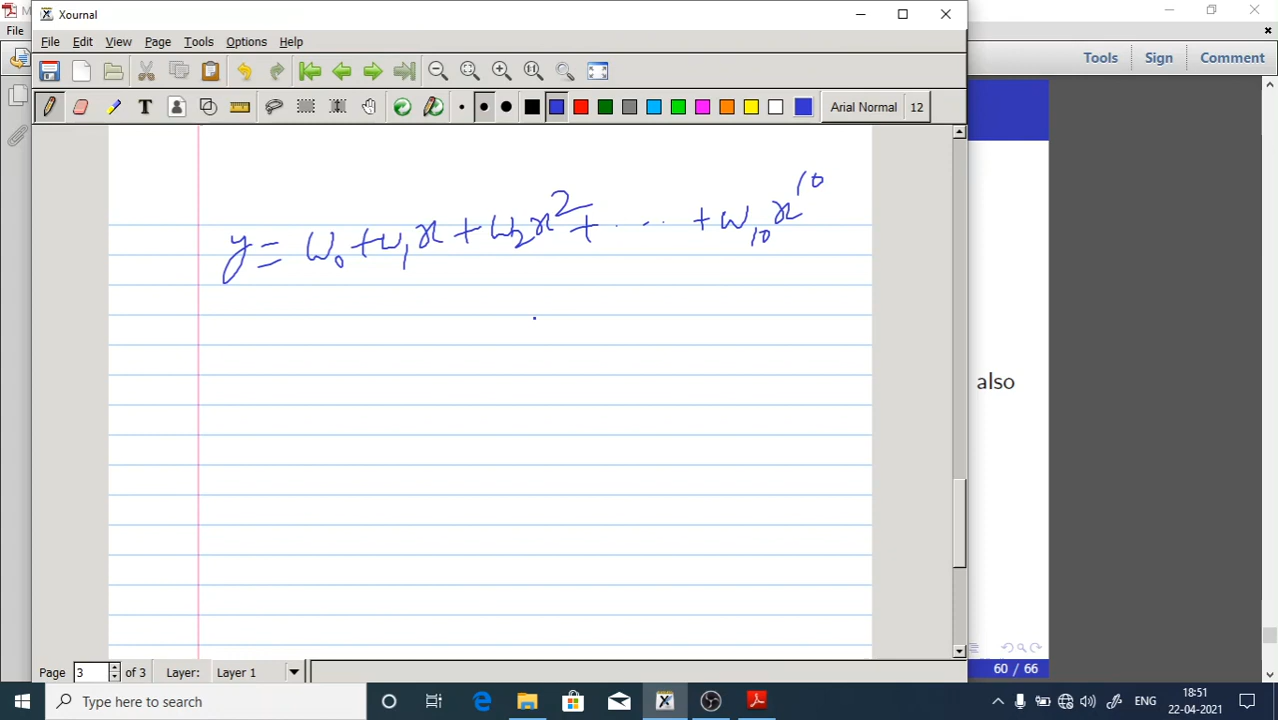 Xournal
File Edit View Page Tools Options Help
Arial Normal 12
File
Tools Sign Comment
y = w₀ + w₁x + w₂x² + . . . . + w₁₀x¹⁰
also
Page 3 of 3 Layer: Layer 1
60 / 66
Type here to search
ENG
18:51
22-04-2021